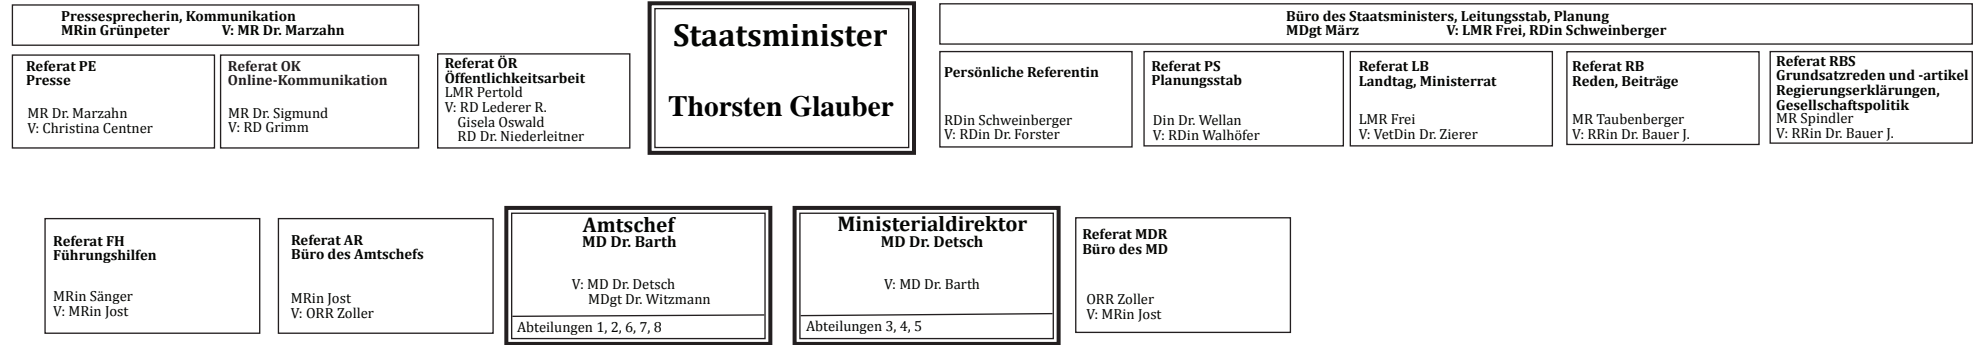 Pressesprecherin, Kommunikation
MRin Grünpeter V: MR Dr. Marzahn
Referat PE
Presse
MR Dr. Marzahn
V: Christina Centner
Referat OK
Online-Kommunikation
MR Dr. Sigmund
V: RD Grimm
Referat ÖR
Öffentlichkeitsarbeit
LMR Pertold
V: RD Lederer R.
Gisela Oswald
RD Dr. Niederleitner
Staatsminister
Thorsten Glauber
Büro des Staatsministers, Leitungsstab, Planung
MDgt März V: LMR Frei, RDin Schweinberger
Persönliche Referentin
RDin Schweinberger
V: RDin Dr. Forster
Referat PS
Planungsstab
Din Dr. Wellan
V: RDin Walhöfer
Referat LB
Landtag, Ministerrat
LMR Frei
V: VetDin Dr. Zierer
Referat RB
Reden, Beiträge
MR Taubenberger
V: RRin Dr. Bauer J.
Referat RBS
Grundsatzreden und -artikel
Regierungserklärungen,
Gesellschaftspolitik
MR Spindler
V: RRin Dr. Bauer J.
Referat FH
Führungshilfen
MRin Sänger
V: MRin Jost
Referat AR
Büro des Amtschefs
MRin Jost
V: ORR Zoller
Amtschef
MD Dr. Barth
V: MD Dr. Detsch
MDgt Dr. Witzmann
Abteilungen 1, 2, 6, 7, 8
Ministerialdirektor
MD Dr. Detsch
V: MD Dr. Barth
Abteilungen 3, 4, 5
Referat MDR
Büro des MD
ORR Zoller
V: MRin Jost